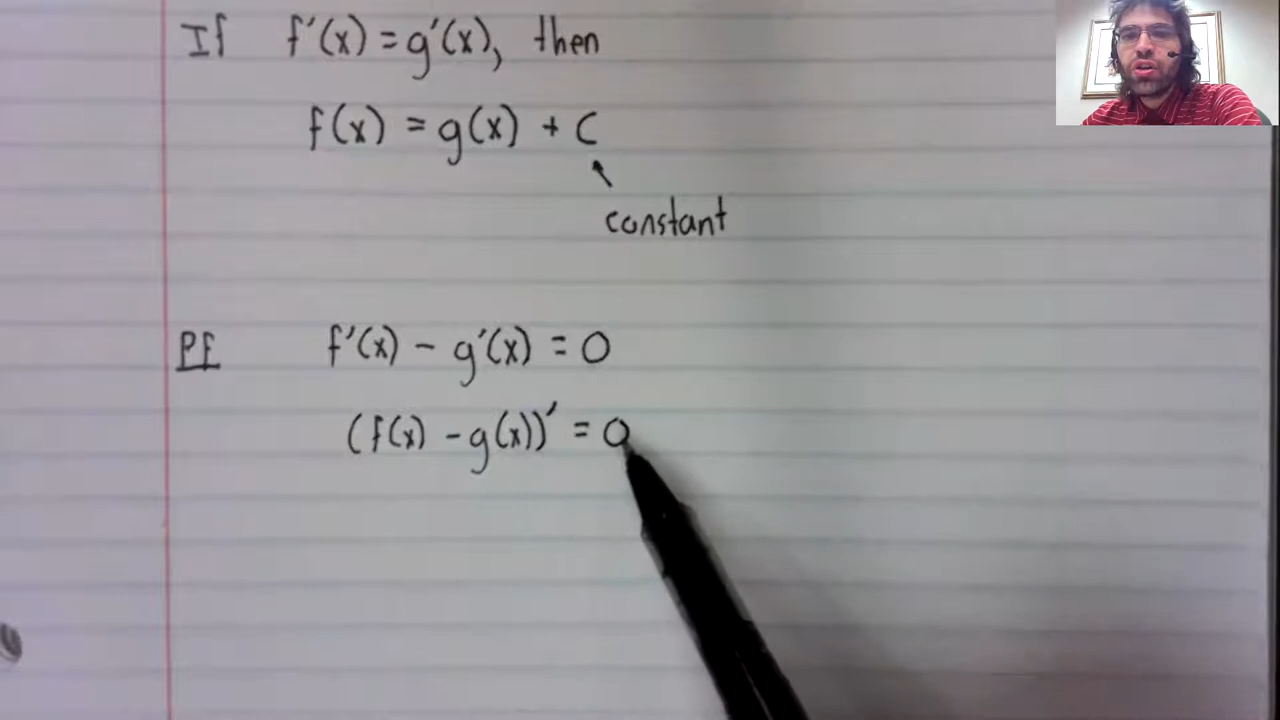 If f'(x) = g'(x), then
f(x) = g(x) + C
constant
Pf f'(x) - g'(x) = 0
(f(x) - g(x))' = 0